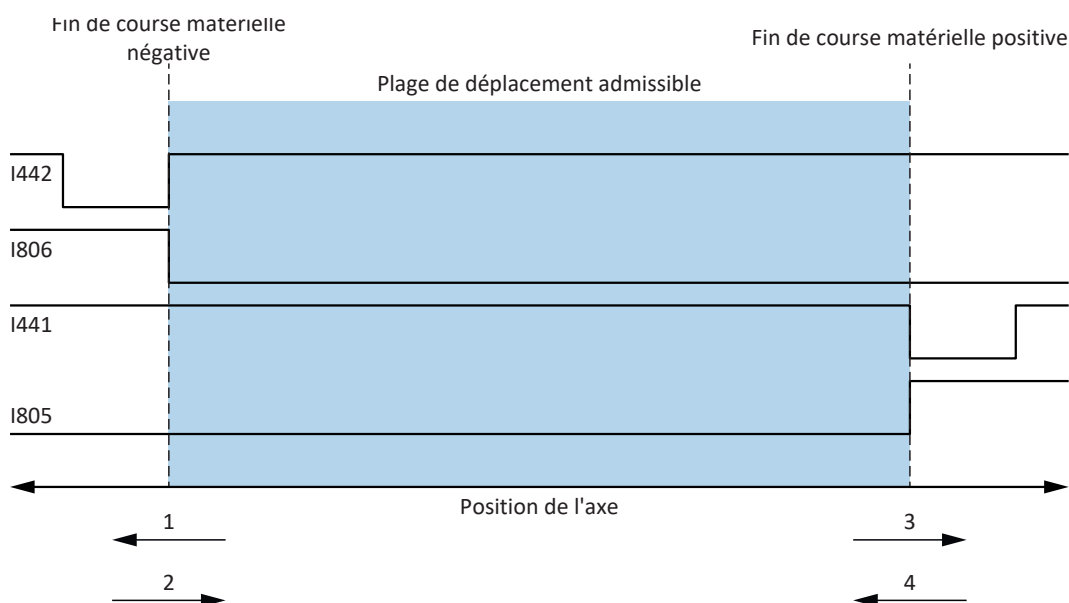 Fin de course matérielle
négative
Fin de course matérielle positive
Plage de déplacement admissible
I442
I806
I441
I805
Position de l'axe
1
3
2
4